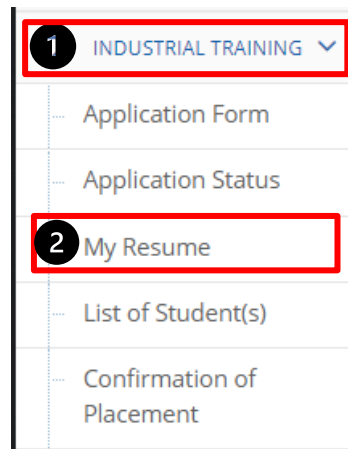 1 INDUSTRIAL TRAINING
Application Form
Application Status
2 My Resume
List of Student(s)
Confirmation of
Placement